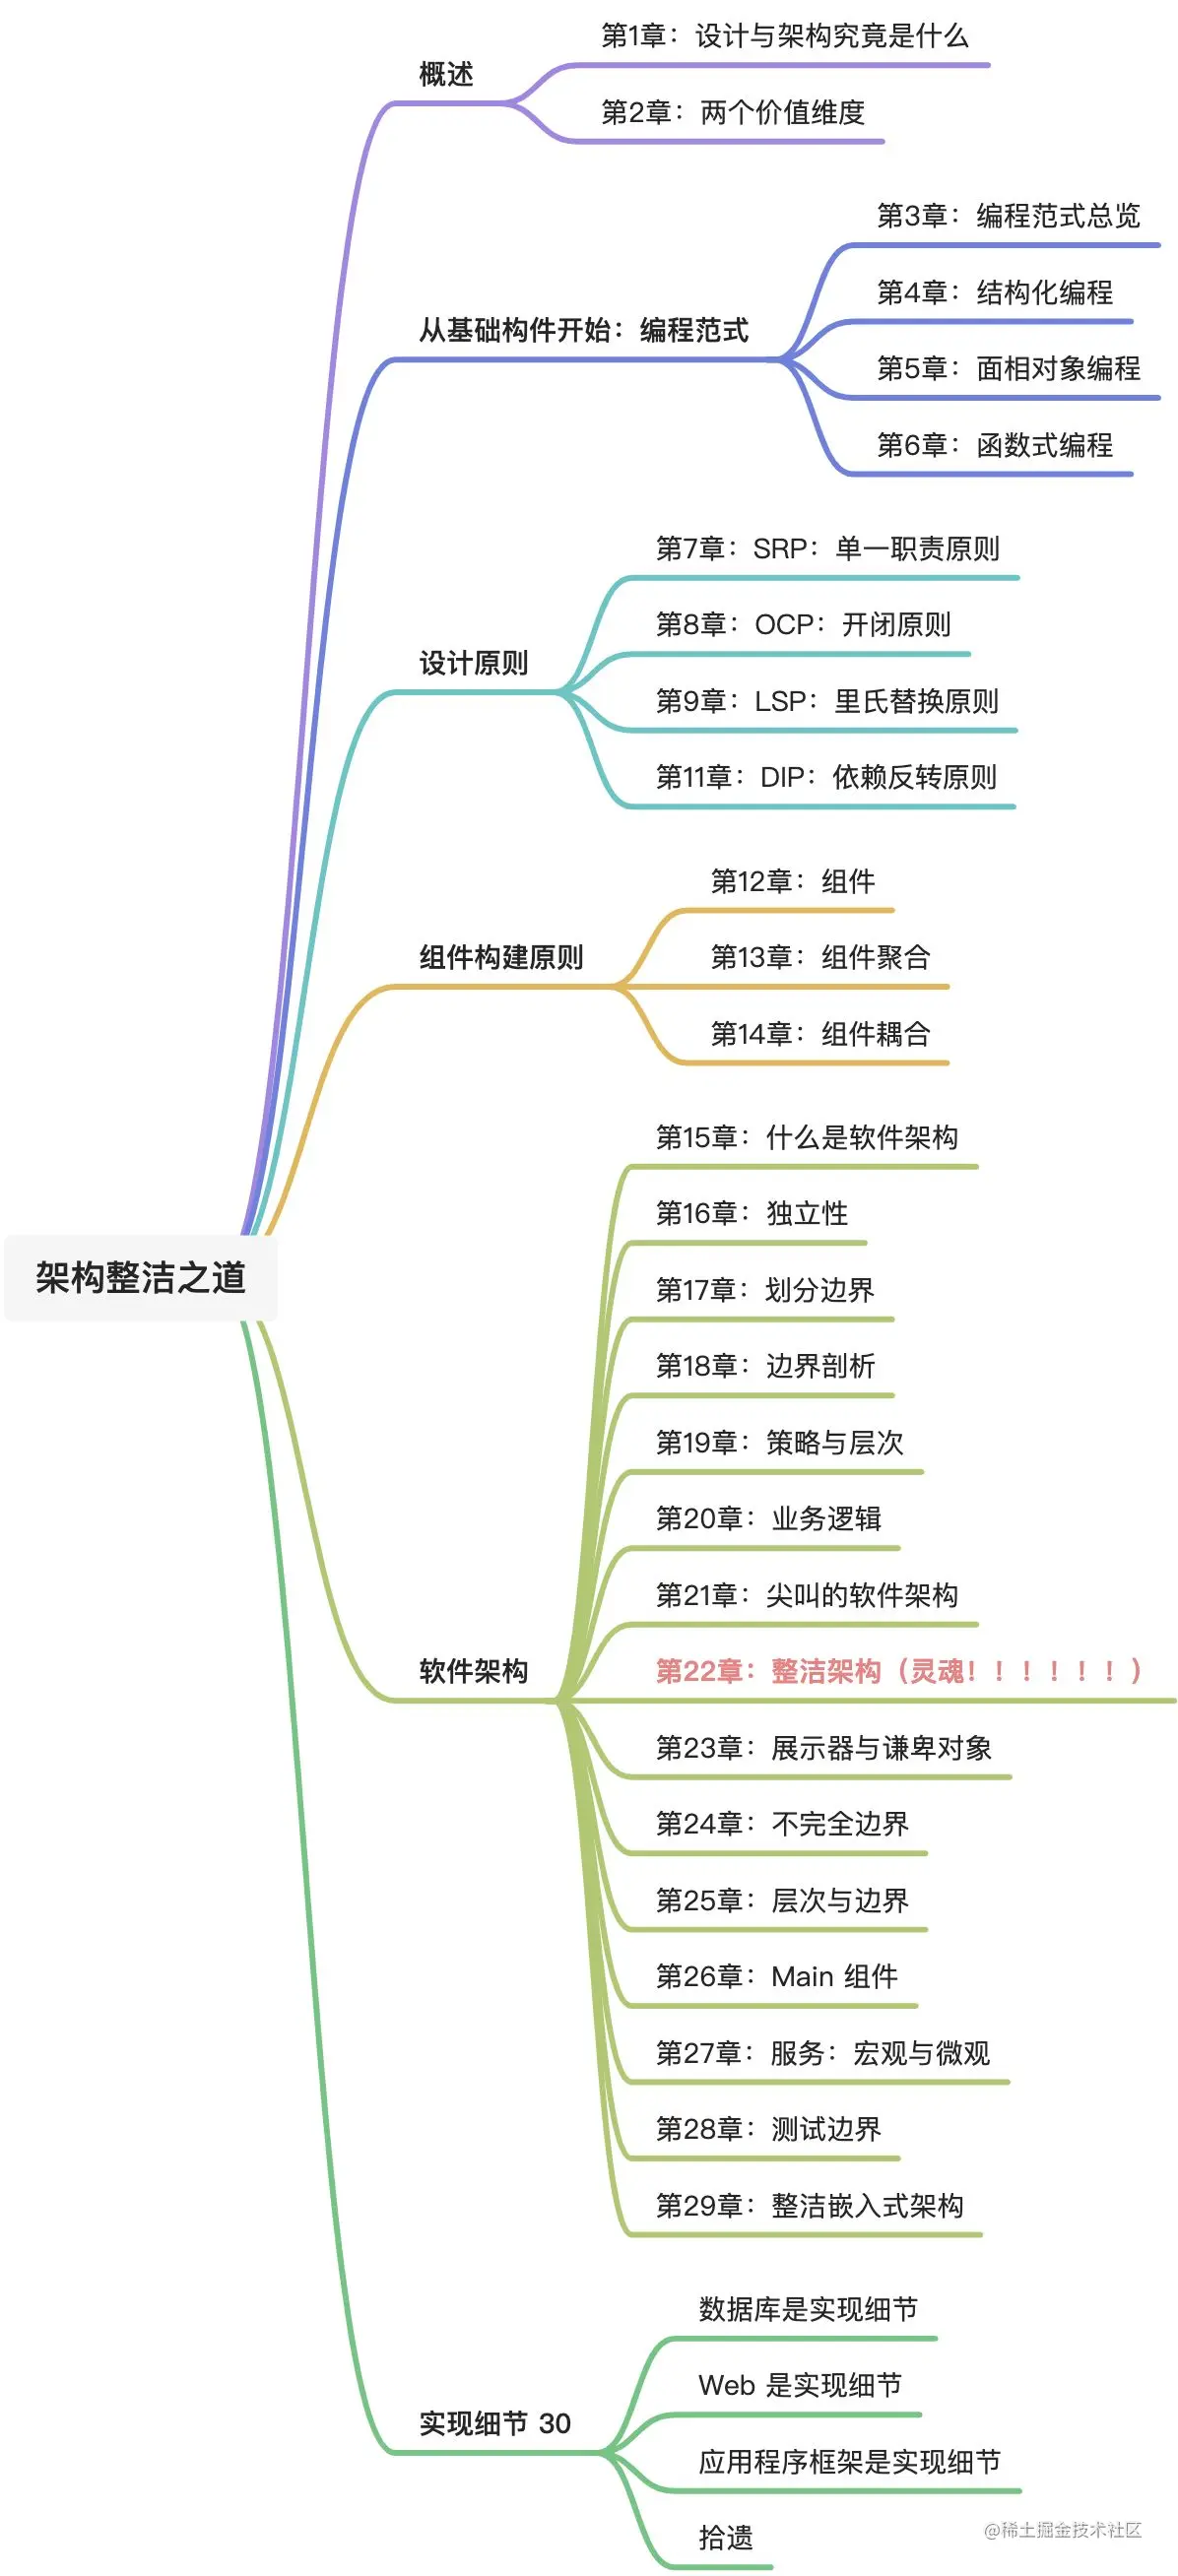 第1章：设计与架构究竟是什么
概述
第2章：两个价值维度
第3章：编程范式总览
第4章：结构化编程
从基础构件开始：编程范式
第5章：面相对象编程
第6章：函数式编程
第7章：SRP：单一职责原则
第8章：OCP：开闭原则
设计原则
第9章：LSP：里氏替换原则
第11章：DIP：依赖反转原则
第12章：组件
组件构建原则
第13章：组件聚合
第14章：组件耦合
第15章：什么是软件架构
第16章：独立性
架构整洁之道
第17章：划分边界
第18章：边界剖析
第19章：策略与层次
第20章：业务逻辑
第21章：尖叫的软件架构
软件架构
第22章：整洁架构（灵魂！！！！！！）
第23章：展示器与谦卑对象
第24章：不完全边界
第25章：层次与边界
第26章：Main 组件
第27章：服务：宏观与微观
第28章：测试边界
第29章：整洁嵌入式架构
数据库是实现细节
Web 是实现细节
实现细节 30
应用程序框架是实现细节
拾遗
@稀土掘金技术社区